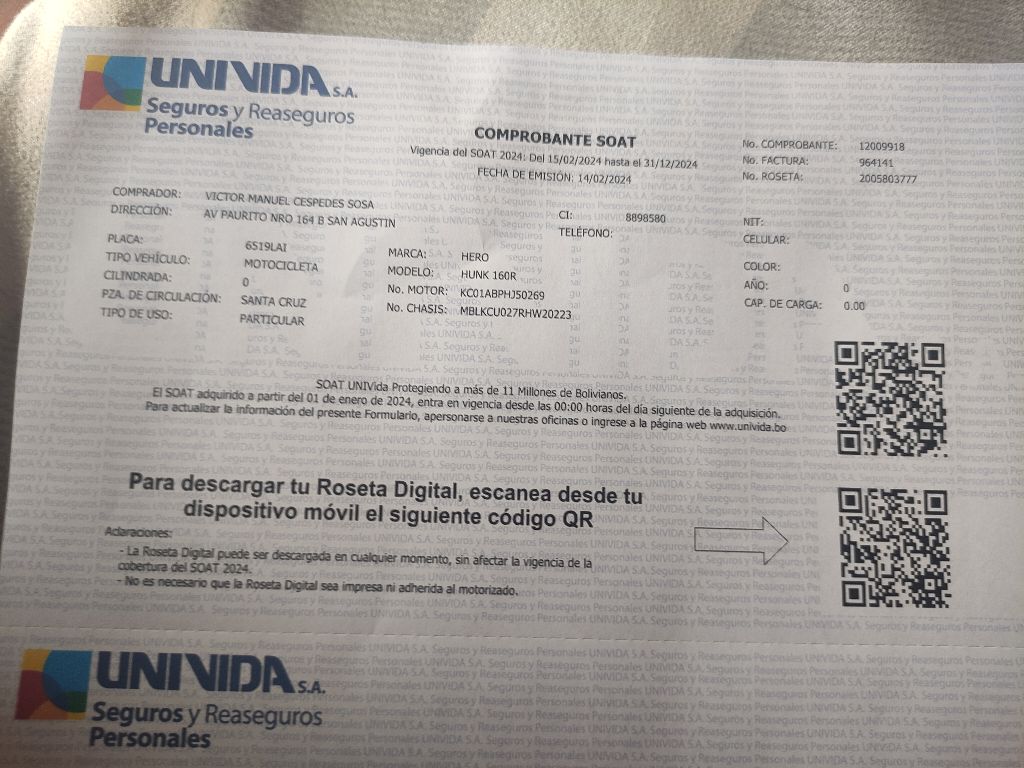 UNIVIDA S.A.
Seguros y Reaseguros
Personales
COMPROBANTE SOAT
Vigencia del SOAT 2024: Del 15/02/2024 hasta el 31/12/2024
FECHA DE EMISIÓN: 14/02/2024
No. COMPROBANTE: 12009918
No. FACTURA: 964141
No. ROSETA: 2005803777
COMPRADOR: VICTOR MANUEL CESPEDES SOSA
DIRECCIÓN: AV PAURITO NRO 164 B SAN AGUSTIN
CI: 8898580
TELÉFONO:
NIT:
CELULAR:
PLACA: 6519LAI
TIPO VEHÍCULO: MOTOCICLETA
CILINDRADA: 0
PZA. DE CIRCULACIÓN: SANTA CRUZ
TIPO DE USO: PARTICULAR
MARCA: HERO
MODELO: HUNK 160R
No. MOTOR: KC01ABPHJ50269
No. CHASIS: MBLKCU027RHW20223
COLOR:
AÑO: 0
CAP. DE CARGA: 0.00
SOAT UNIVida Protegiendo a más de 11 Millones de Bolivianos.
El SOAT adquirido a partir del 01 de enero de 2024, entra en vigencia desde las 00:00 horas del día siguiente de la adquisición.
Para actualizar la información del presente Formulario, apersonarse a nuestras oficinas o ingrese a la página web www.univida.bo
Para descargar tu Roseta Digital, escanea desde tu
dispositivo móvil el siguiente código QR
Aclaraciones:
- La Roseta Digital puede ser descargada en cualquier momento, sin afectar la vigencia de la
cobertura del SOAT 2024.
- No es necesario que la Roseta Digital sea impresa ni adherida al motorizado.
UNIVIDA S.A.
Seguros y Reaseguros
Personales